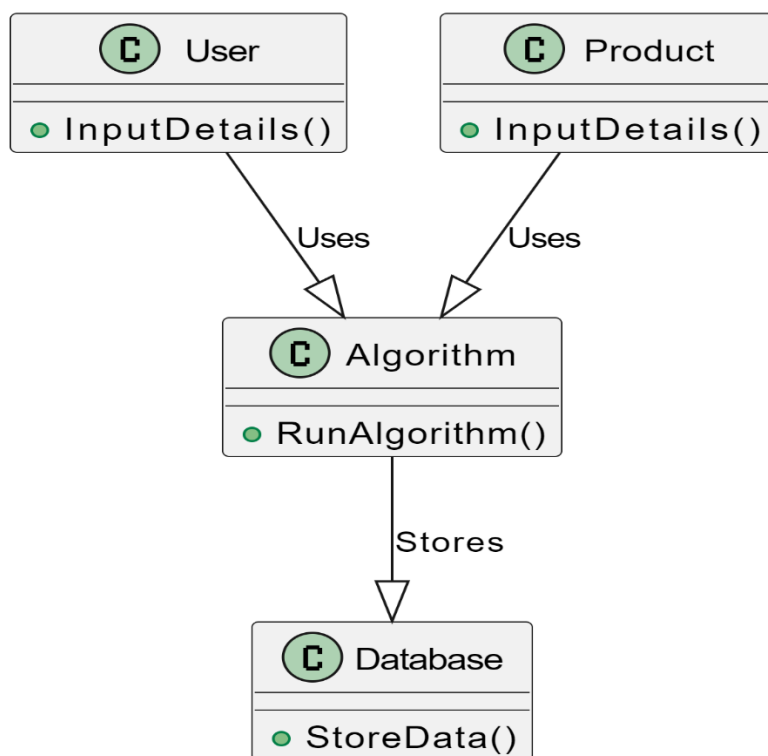 C User
InputDetails()
C Product
InputDetails()
Uses
Uses
C Algorithm
RunAlgorithm()
Stores
C Database
StoreData()